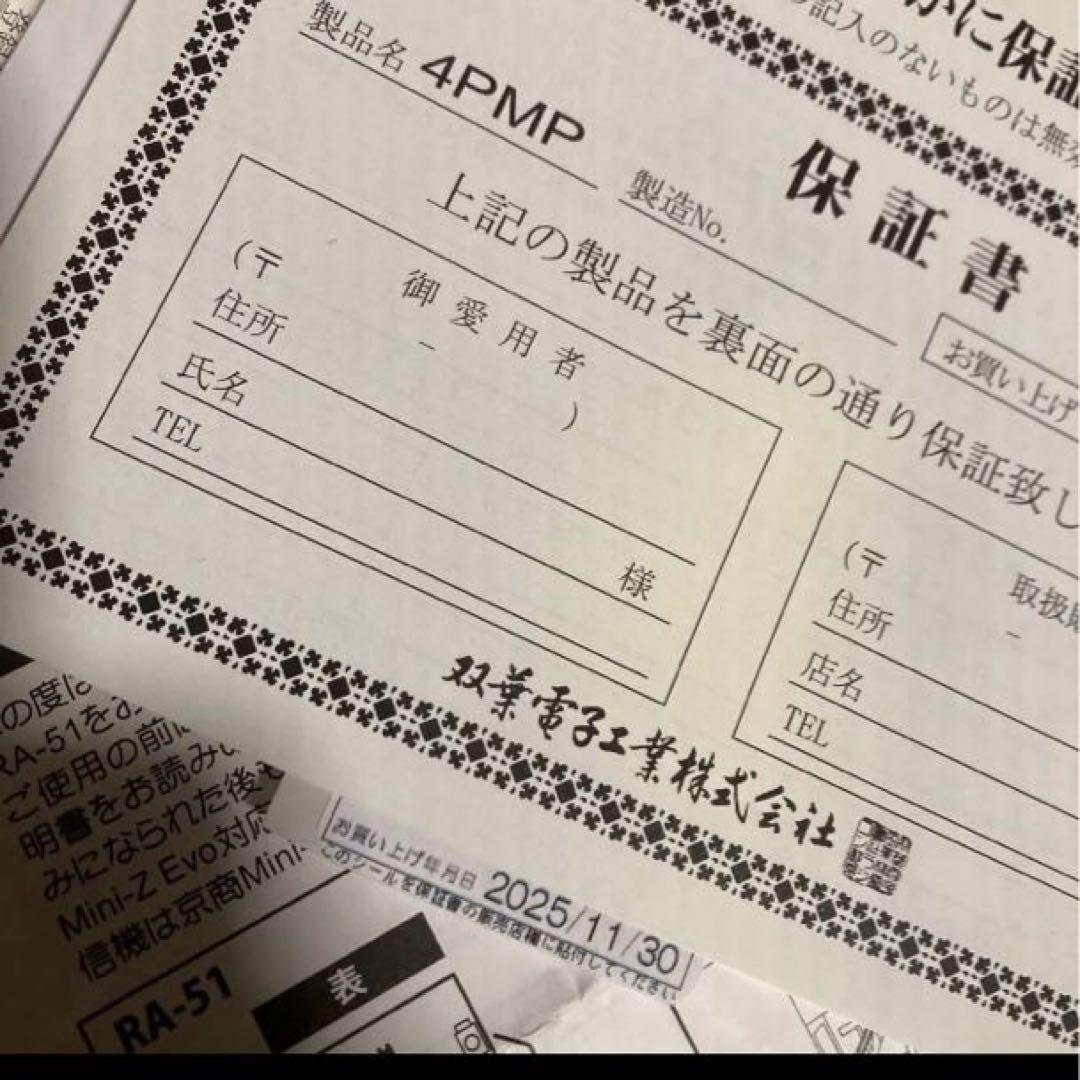 かに保証
記入のないものは無効
保証書
製品名 4PMP
製造No.
お買い上げ
上記の製品を裏面の通り保証致し
御愛用者
(〒 - )
住所
氏名 様
TEL
取扱
(〒 -
住所
店名
TEL
双葉電子工業株式会社
お買い上げ年月日 2025/11/30
このシールを保証書の販売店欄に貼付してください
の度は
RA-51をお
ご使用の前に
明書をお読み
みになられた後も
Mini-Z Evo対応
信機は京商Mini-
RA-51
表